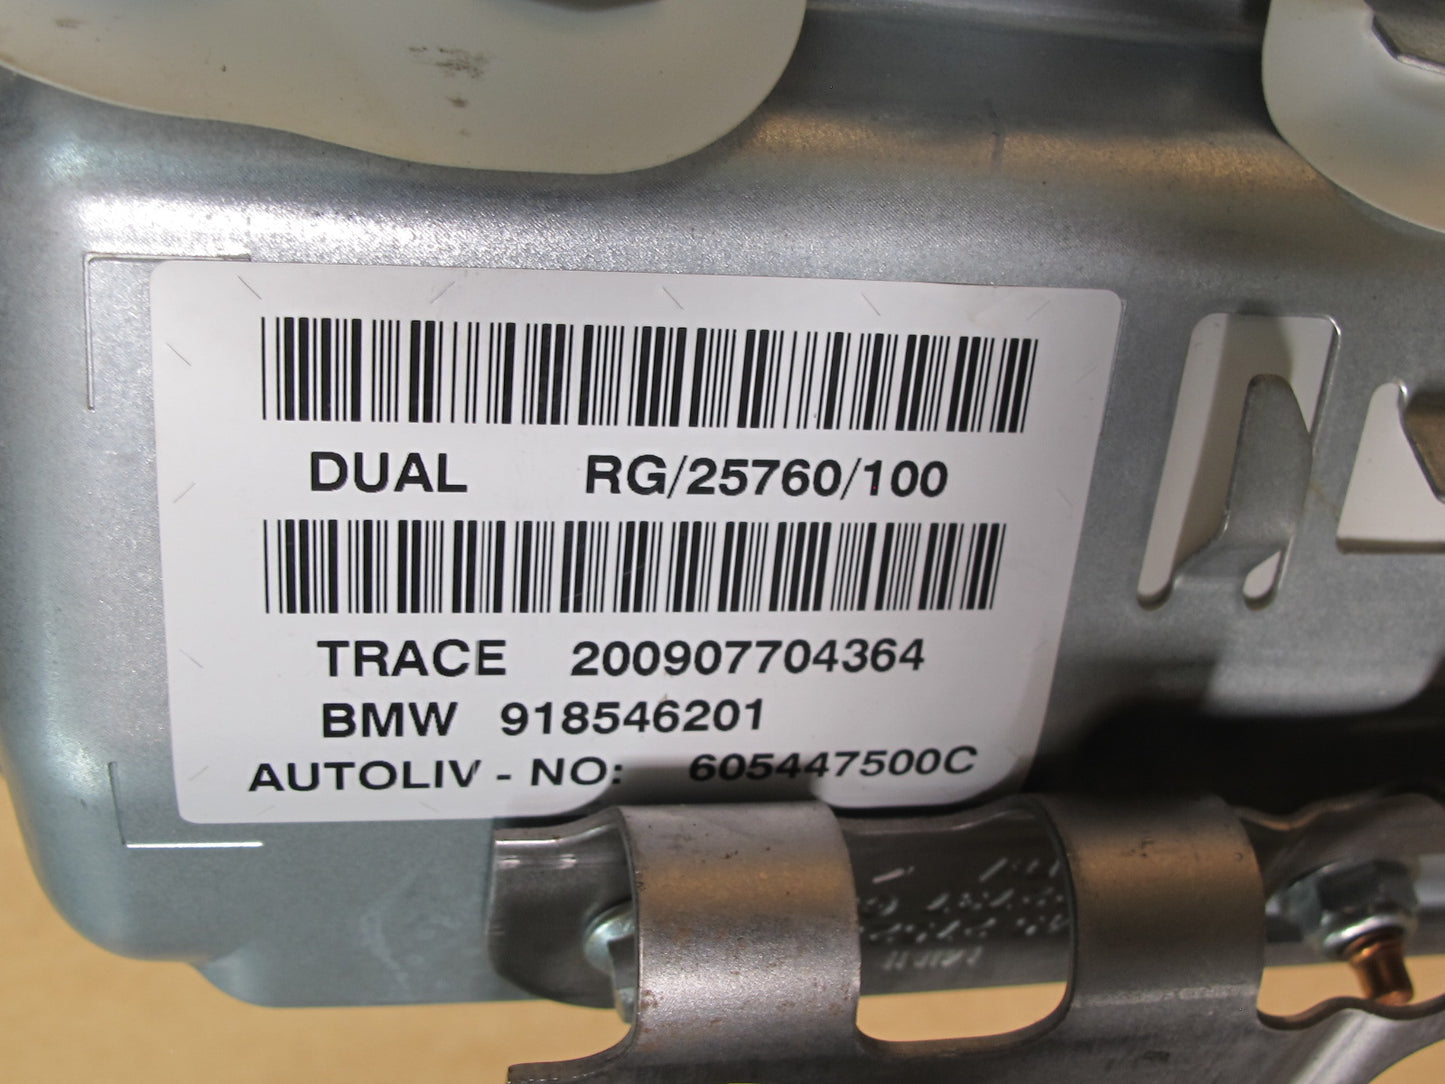 DUAL RG/25760/100
TRACE 200907704364
BMW 918546201
AUTOLIV - NO: 605447500C